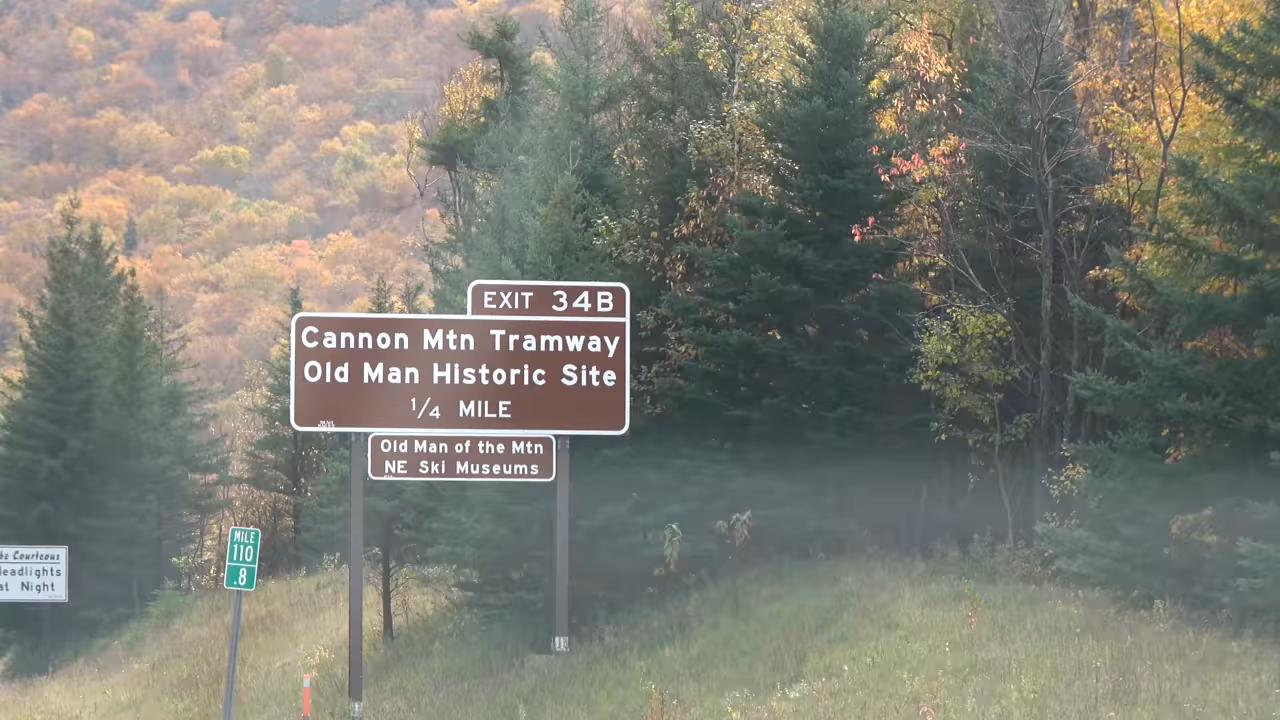 EXIT 34B
Cannon Mtn Tramway
Old Man Historic Site
1/4 MILE
Old Man of the Mtn
NE Ski Museums
MILE
110
.8
Courteous
Headlights
at Night